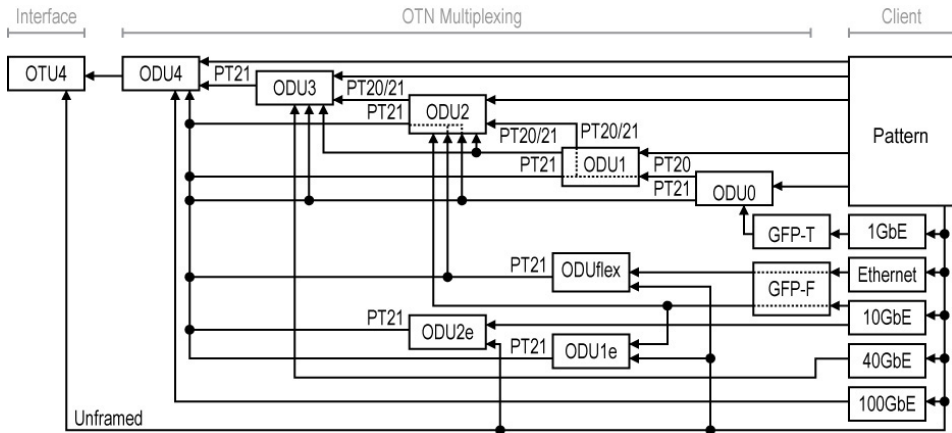 Interface OTN Multiplexing Client
OTU4 ODU4 PT21 ODU3 PT20/21
PT21 ODU2 PT20/21 PT20/21 Pattern
PT21 ODU1 PT20
PT21 ODU0
GFP-T 1GbE
PT21 ODUflex GFP-F Ethernet
PT21 ODU2e 10GbE
PT21 ODU1e 40GbE
100GbE
Unframed